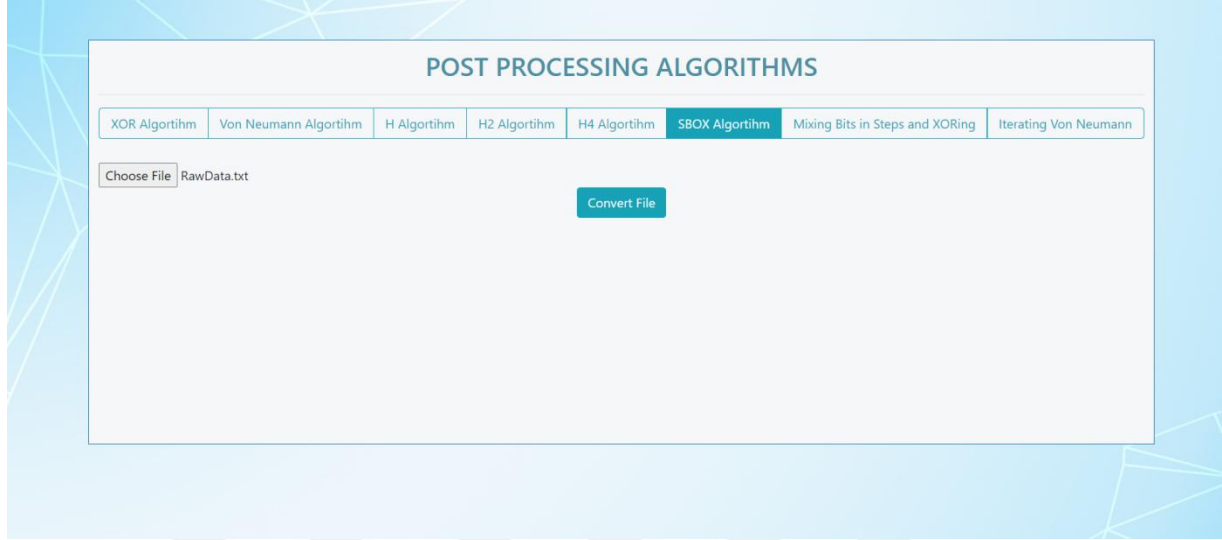 POST PROCESSING ALGORITHMS
XOR Algortihm Von Neumann Algortihm H Algortihm H2 Algortihm H4 Algortihm SBOX Algortihm Mixing Bits in Steps and XORing Iterating Von Neumann
Choose File RawData.txt
Convert File